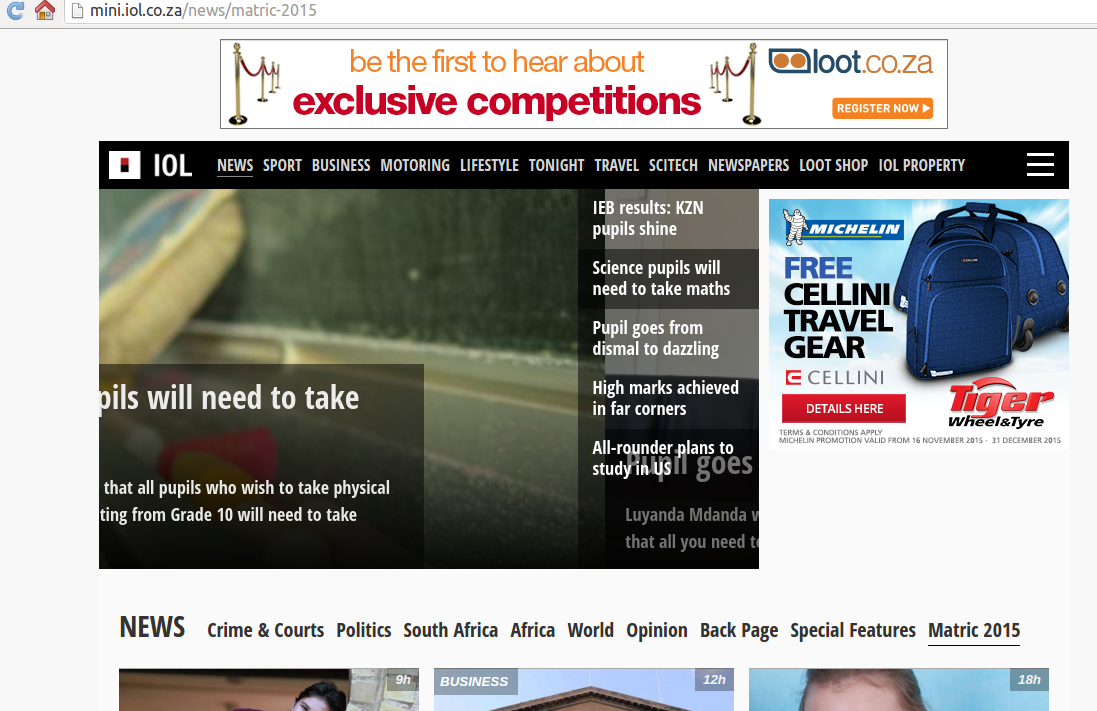 mini.iol.co.za/news/matric-2015
be the first to hear about
exclusive competitions
loot.co.za
REGISTER NOW
IOL
NEWS SPORT BUSINESS MOTORING LIFESTYLE TONIGHT TRAVEL SCITECH NEWSPAPERS LOOT SHOP IOL PROPERTY
pils will need to take
that all pupils who wish to take physical
ting from Grade 10 will need to take
IEB results: KZN
pupils shine
Science pupils will
need to take maths
Pupil goes from
dismal to dazzling
High marks achieved
in far corners
All-rounder plans to
study in US
Pupil goes
Luyanda Mdanda w
that all you need to
MICHELIN
FREE
CELLINI
TRAVEL
GEAR
CELLINI
DETAILS HERE
Tiger
Wheel&Tyre
TERMS & CONDITIONS APPLY
MICHELIN PROMOTION VALID FROM 16 NOVEMBER 2015 - 31 DECEMBER 2015
NEWS Crime & Courts Politics South Africa Africa World Opinion Back Page Special Features Matric 2015
9h
BUSINESS
12h
18h